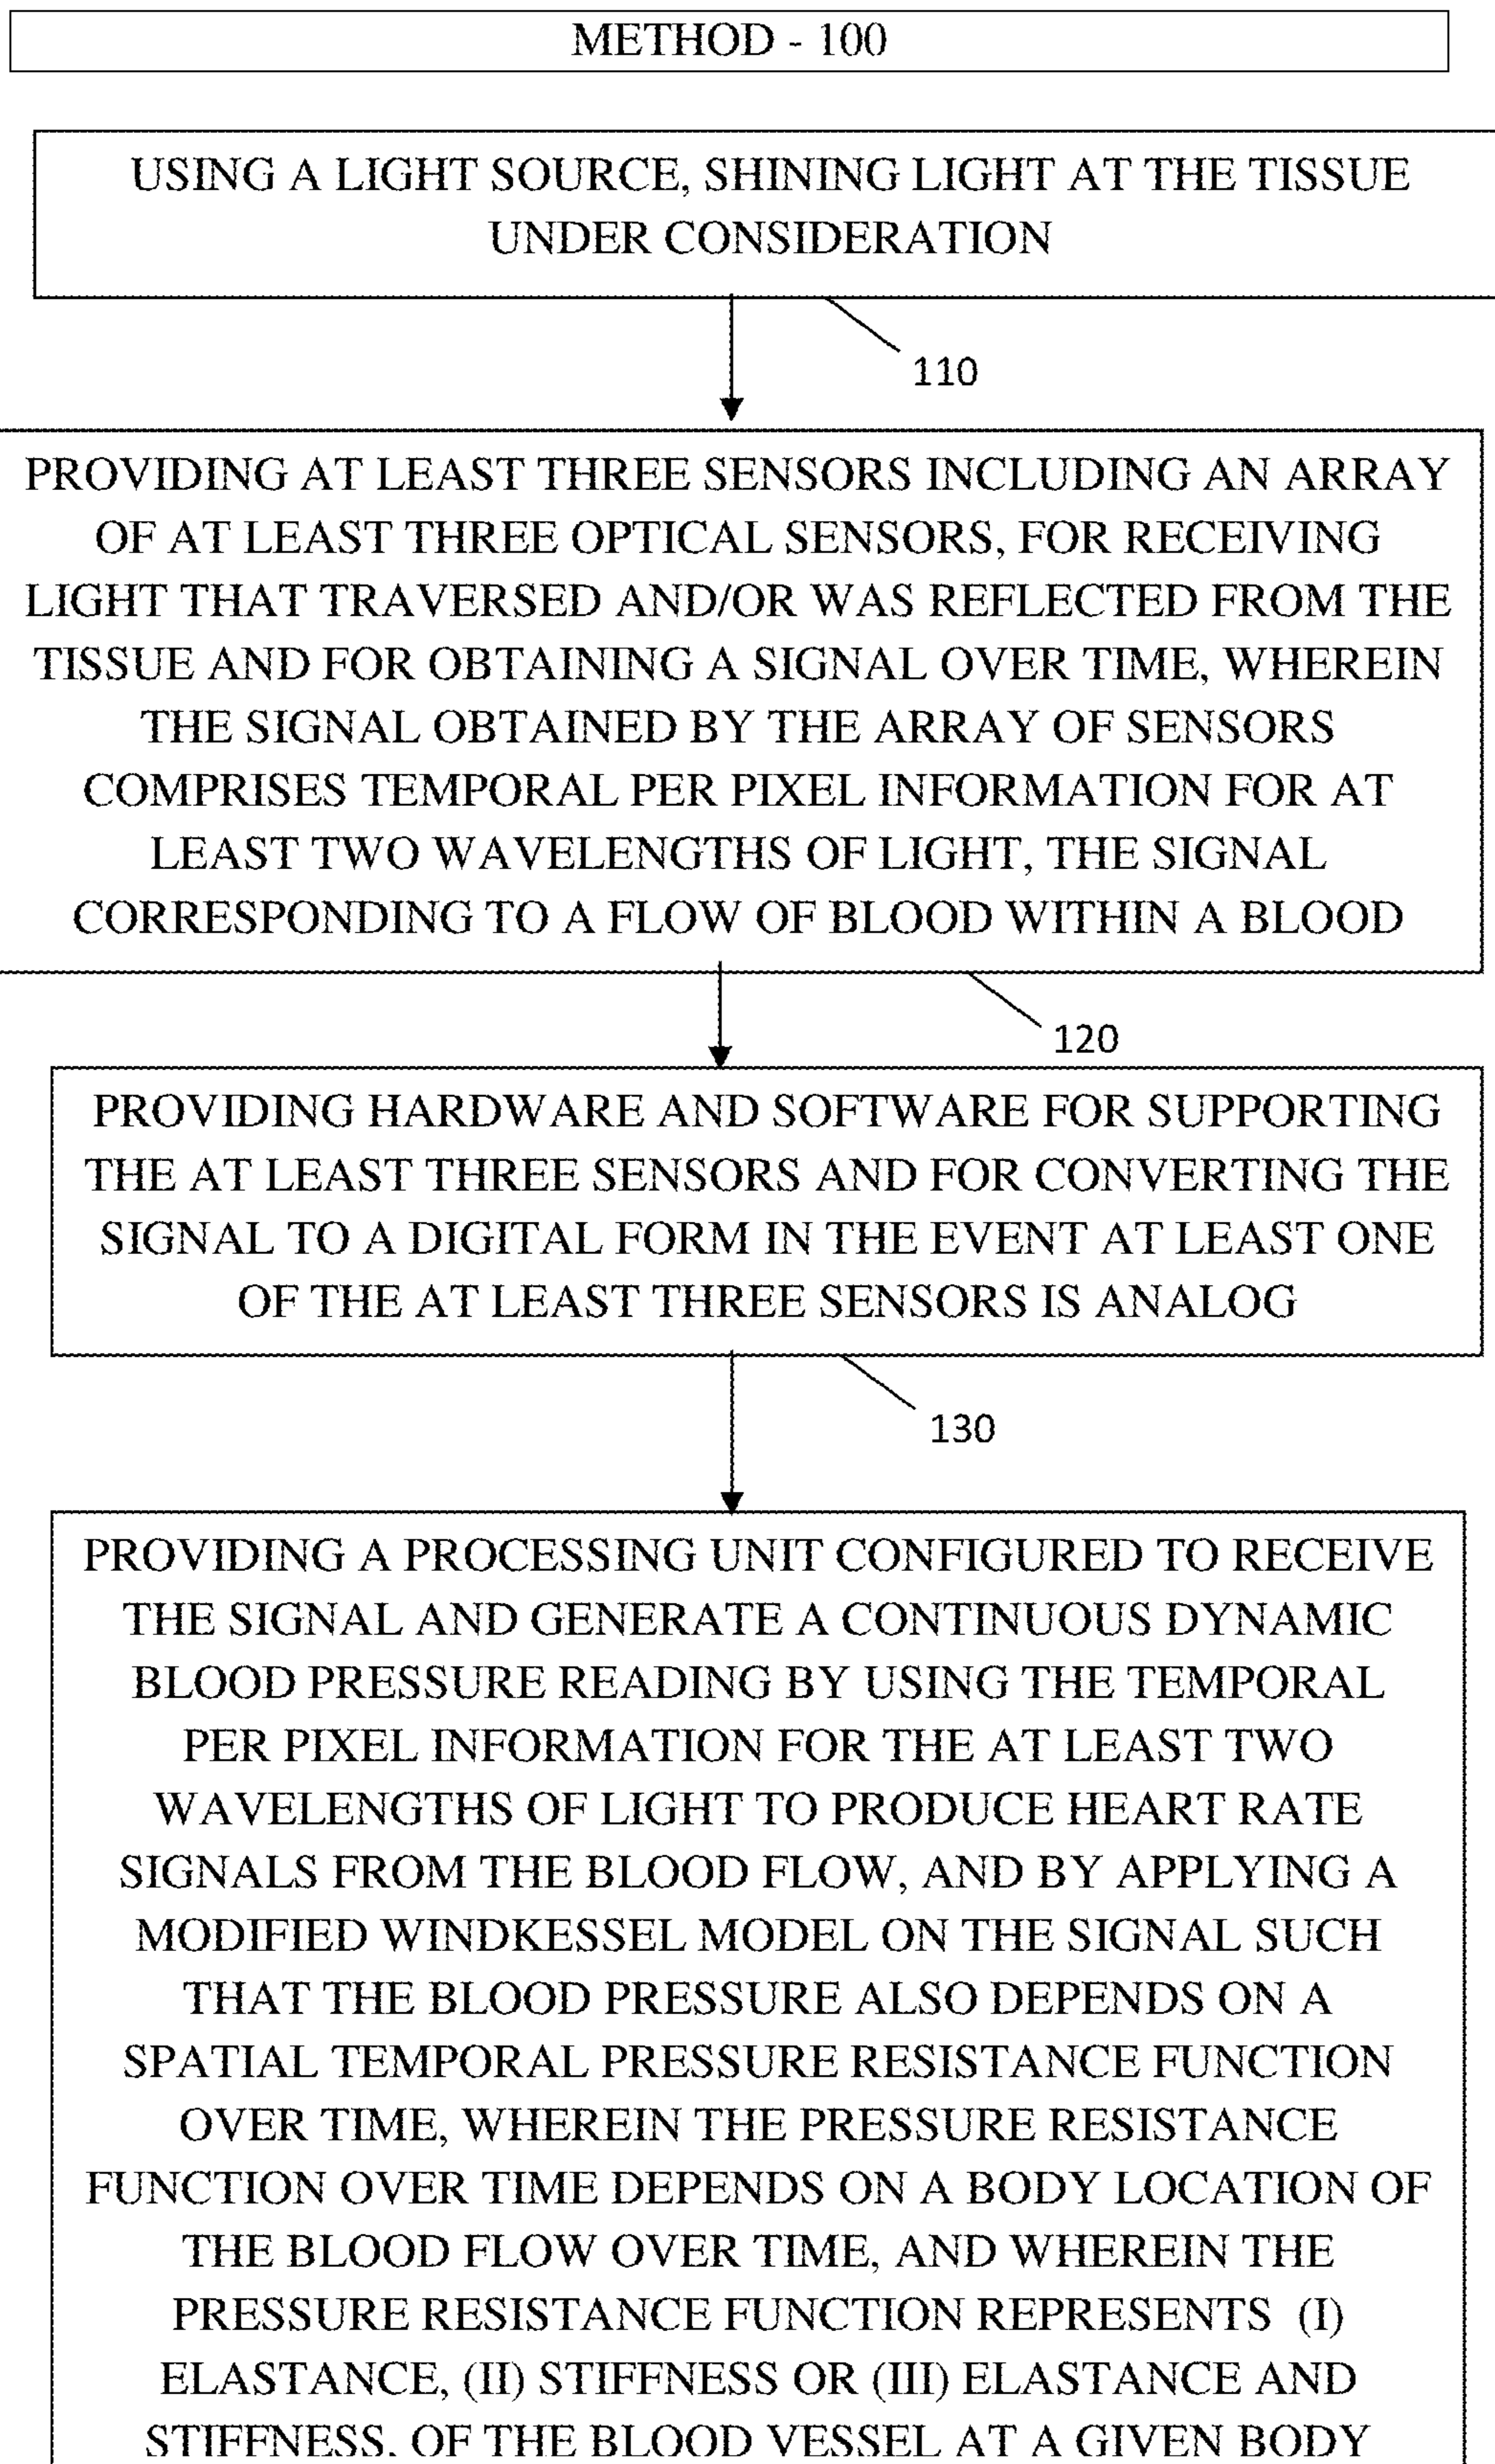 METHOD - 100
USING A LIGHT SOURCE, SHINING LIGHT AT THE TISSUE
UNDER CONSIDERATION
110
PROVIDING AT LEAST THREE SENSORS INCLUDING AN ARRAY
OF AT LEAST THREE OPTICAL SENSORS, FOR RECEIVING
LIGHT THAT TRAVERSED AND/OR WAS REFLECTED FROM THE
TISSUE AND FOR OBTAINING A SIGNAL OVER TIME, WHEREIN
THE SIGNAL OBTAINED BY THE ARRAY OF SENSORS
COMPRISES TEMPORAL PER PIXEL INFORMATION FOR AT
LEAST TWO WAVELENGTHS OF LIGHT, THE SIGNAL
CORRESPONDING TO A FLOW OF BLOOD WITHIN A BLOOD
120
PROVIDING HARDWARE AND SOFTWARE FOR SUPPORTING
THE AT LEAST THREE SENSORS AND FOR CONVERTING THE
SIGNAL TO A DIGITAL FORM IN THE EVENT AT LEAST ONE
OF THE AT LEAST THREE SENSORS IS ANALOG
130
PROVIDING A PROCESSING UNIT CONFIGURED TO RECEIVE
THE SIGNAL AND GENERATE A CONTINUOUS DYNAMIC
BLOOD PRESSURE READING BY USING THE TEMPORAL
PER PIXEL INFORMATION FOR THE AT LEAST TWO
WAVELENGTHS OF LIGHT TO PRODUCE HEART RATE
SIGNALS FROM THE BLOOD FLOW, AND BY APPLYING A
MODIFIED WINDKESSEL MODEL ON THE SIGNAL SUCH
THAT THE BLOOD PRESSURE ALSO DEPENDS ON A
SPATIAL TEMPORAL PRESSURE RESISTANCE FUNCTION
OVER TIME, WHEREIN THE PRESSURE RESISTANCE
FUNCTION OVER TIME DEPENDS ON A BODY LOCATION OF
THE BLOOD FLOW OVER TIME, AND WHEREIN THE
PRESSURE RESISTANCE FUNCTION REPRESENTS (I)
ELASTANCE, (II) STIFFNESS OR (III) ELASTANCE AND
STIFFNESS, OF THE BLOOD VESSEL AT A GIVEN BODY